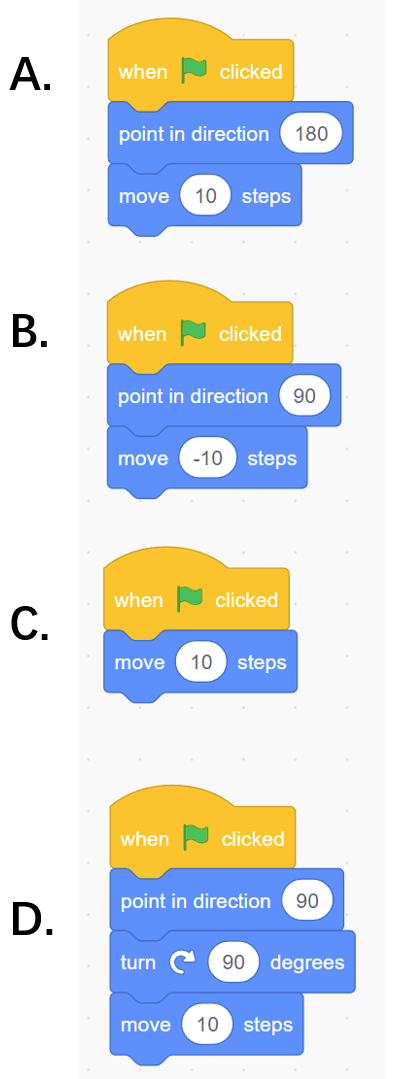 A.
when clicked
point in direction 180
move 10 steps
B.
when clicked
point in direction 90
move -10 steps
C.
when clicked
move 10 steps
D.
when clicked
point in direction 90
turn 90 degrees
move 10 steps